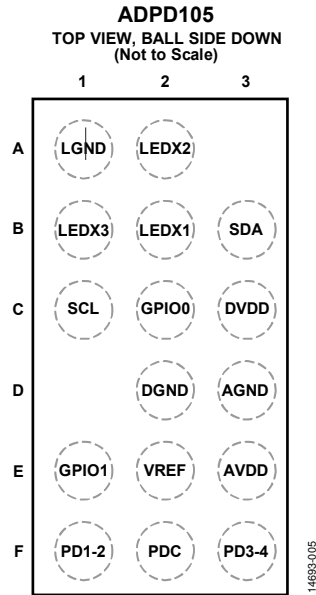 ADPD105
TOP VIEW, BALL SIDE DOWN
(Not to Scale)
1 2 3
A LGND LEDX2
B LEDX3 LEDX1 SDA
C SCL GPIO0 DVDD
D DGND AGND
E GPIO1 VREF AVDD
F PD1-2 PDC PD3-4
14693-005